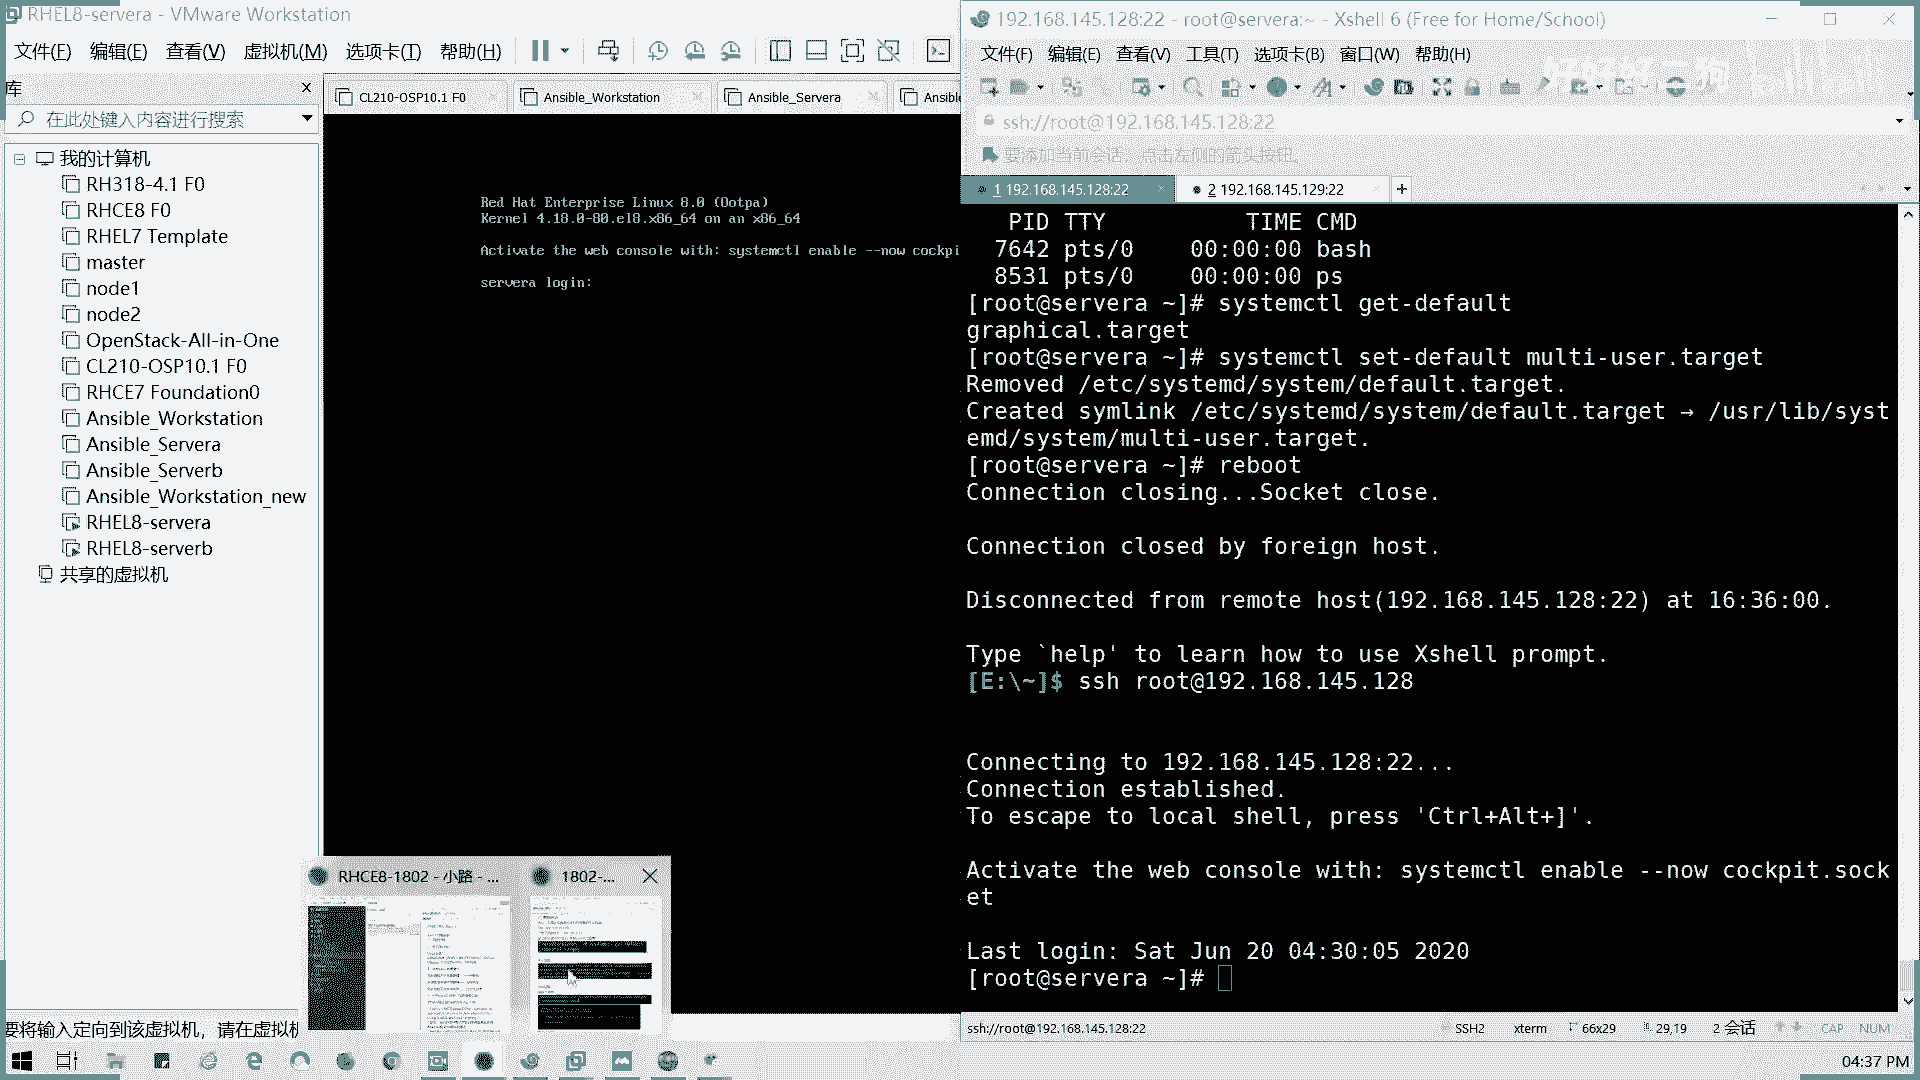 RHEL8-servera - VMware Workstation
文件(F) 编辑(E) 查看(V) 虚拟机(M) 选项卡(T) 帮助(H)
库
在此处键入内容进行搜索
我的计算机
RH318-4.1 F0
RHCE8 F0
RHEL7 Template
master
node1
node2
OpenStack-All-in-One
CL210-OSP10.1 F0
RHCE7 Foundation0
Ansible_Workstation
Ansible_Servera
Ansible_Serverb
Ansible_Workstation_new
RHEL8-servera
RHEL8-serverb
共享的虚拟机
CL210-OSP10.1 F0 Ansible_Workstation Ansible_Servera Ansibl
Red Hat Enterprise Linux 8.0 (Ootpa)
Kernel 4.18.0-80.el8.x86_64 on an x86_64
Activate the web console with: systemctl enable --now cockpi
servera login:
RHCE8-1802 - 小路 - ...
1802-...
要将输入定向到该虚拟机，请在虚拟机
192.168.145.128:22 - root@servera:~ - Xshell 6 (Free for Home/School)
文件(F) 编辑(E) 查看(V) 工具(T) 选项卡(B) 窗口(W) 帮助(H)
ssh://root@192.168.145.128:22
要添加当前会话，点击左侧的箭头按钮。
1 192.168.145.128:22
2 192.168.145.129:22
PID TTY TIME CMD
7642 pts/0 00:00:00 bash
8531 pts/0 00:00:00 ps
[root@servera ~]# systemctl get-default
graphical.target
[root@servera ~]# systemctl set-default multi-user.target
Removed /etc/systemd/system/default.target.
Created symlink /etc/systemd/system/default.target → /usr/lib/syst
emd/system/multi-user.target.
[root@servera ~]# reboot
Connection closing...Socket close.
Connection closed by foreign host.
Disconnected from remote host(192.168.145.128:22) at 16:36:00.
Type `help' to learn how to use Xshell prompt.
[E:\~]$ ssh root@192.168.145.128
Connecting to 192.168.145.128:22...
Connection established.
To escape to local shell, press 'Ctrl+Alt+]'.
Activate the web console with: systemctl enable --now cockpit.sock
et
Last login: Sat Jun 20 04:30:05 2020
[root@servera ~]#
ssh://root@192.168.145.128:22 SSH2 xterm 66x29 29,19 2 会话 CAP NUM
04:37 PM